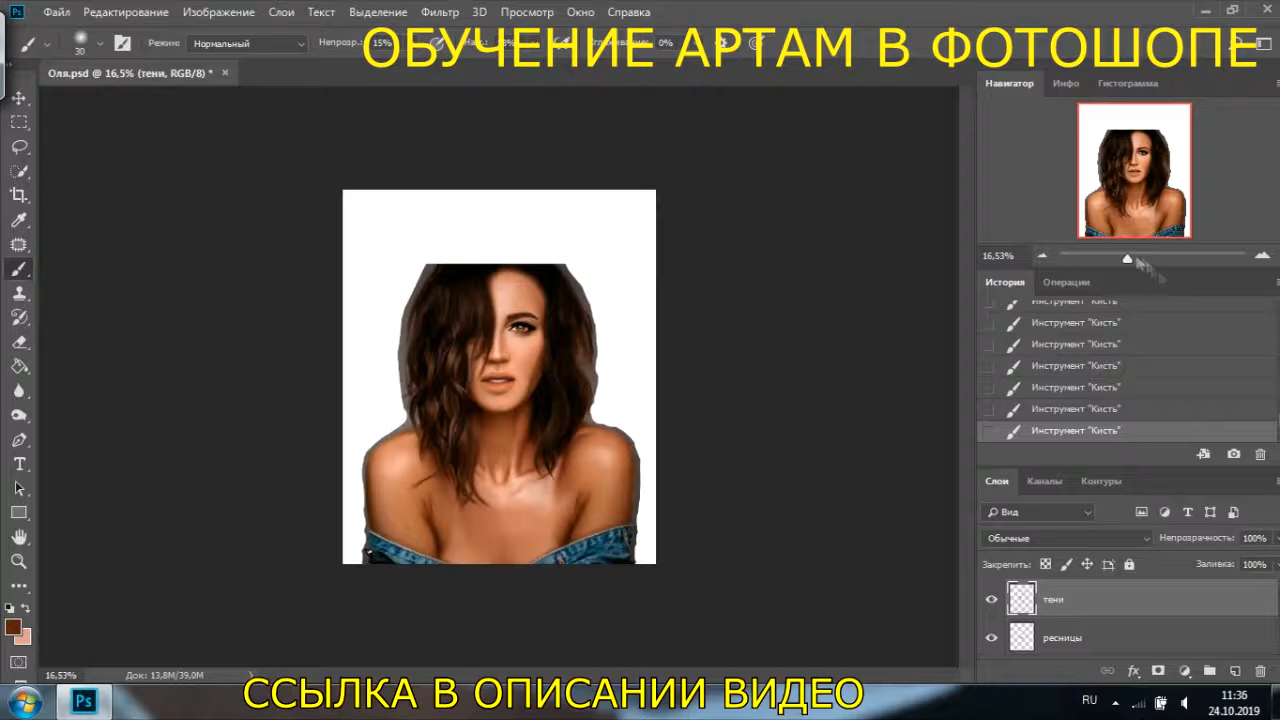 Файл Редактирование Изображение Слои Текст Выделение Фильтр 3D Просмотр Окно Справка
Режим: Нормальный Непрозр.: 15% 0%
ОБУЧЕНИЕ АРТАМ В ФОТОШОПЕ
Оля.psd @ 16,5% (тени, RGB/8) *
Навигатор Инфо Гистограмма
16,53%
История Операции
Инструмент "Кисть"
Инструмент "Кисть"
Инструмент "Кисть"
Инструмент "Кисть"
Инструмент "Кисть"
Инструмент "Кисть"
Инструмент "Кисть"
Слои Каналы Контуры
Вид
Обычные Непрозрачность: 100%
Закрепить: Заливка: 100%
тени
ресницы
16,53% Док: 13,8M/39,0M
ССЫЛКА В ОПИСАНИИ ВИДЕО
RU 11:36
24.10.2019